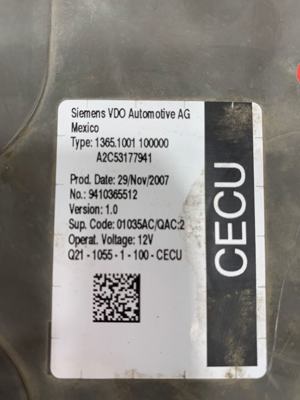 Siemens VDO Automotive AG
Mexico
Type: 1365.1001 100000
A2C53177941
Prod. Date: 29/Nov/2007
No.: 9410365512
Version: 1.0
Sup. Code: 01035AC/QAC:2
Operat. Voltage: 12V
Q21 - 1055 - 1 - 100 - CECU
CECU